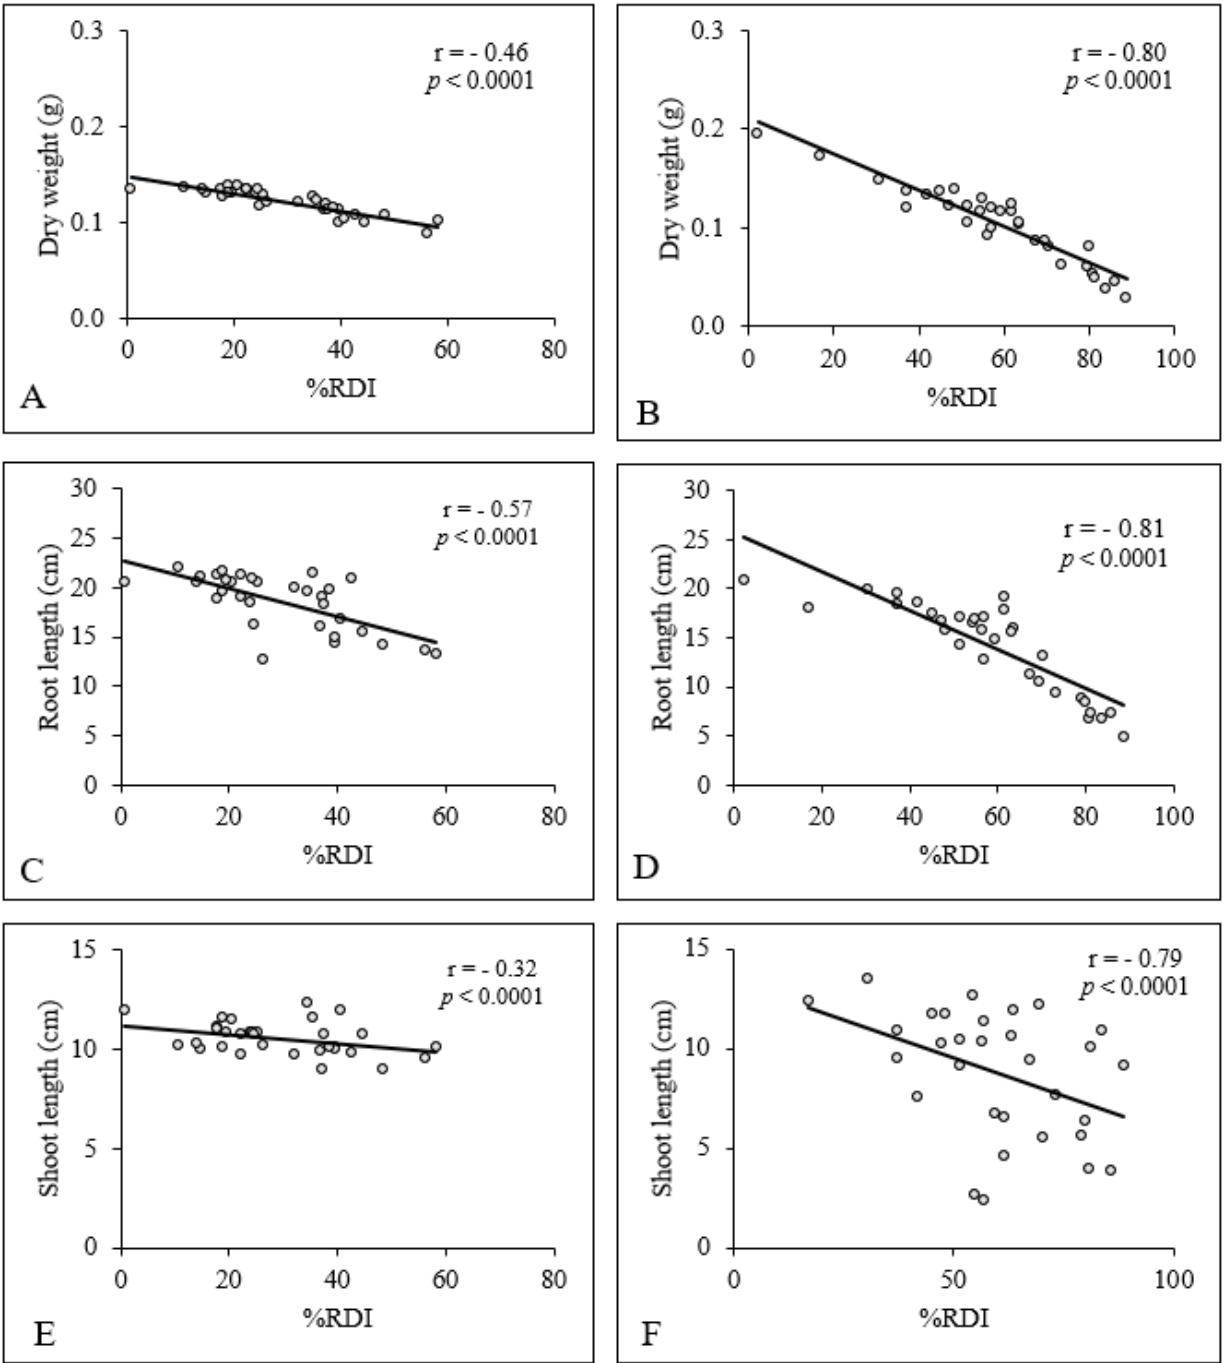 0.3
r = - 0.46
p < 0.0001
0.2
Dry weight (g)
0.1
0.0
0 20 40 60 80
%RDI
A
0.3
r = - 0.80
p < 0.0001
0.2
Dry weight (g)
0.1
0.0
0 20 40 60 80 100
%RDI
B
30
r = - 0.57
p < 0.0001
25
20
Root length (cm)
15
10
5
0
0 20 40 60 80
%RDI
C
30
r = - 0.81
p < 0.0001
25
20
Root length (cm)
15
10
5
0
0 20 40 60 80 100
%RDI
D
15
r = - 0.32
p < 0.0001
10
Shoot length (cm)
5
0
0 20 40 60 80
%RDI
E
15
r = - 0.79
p < 0.0001
10
Shoot length (cm)
5
0
0 50 100
%RDI
F